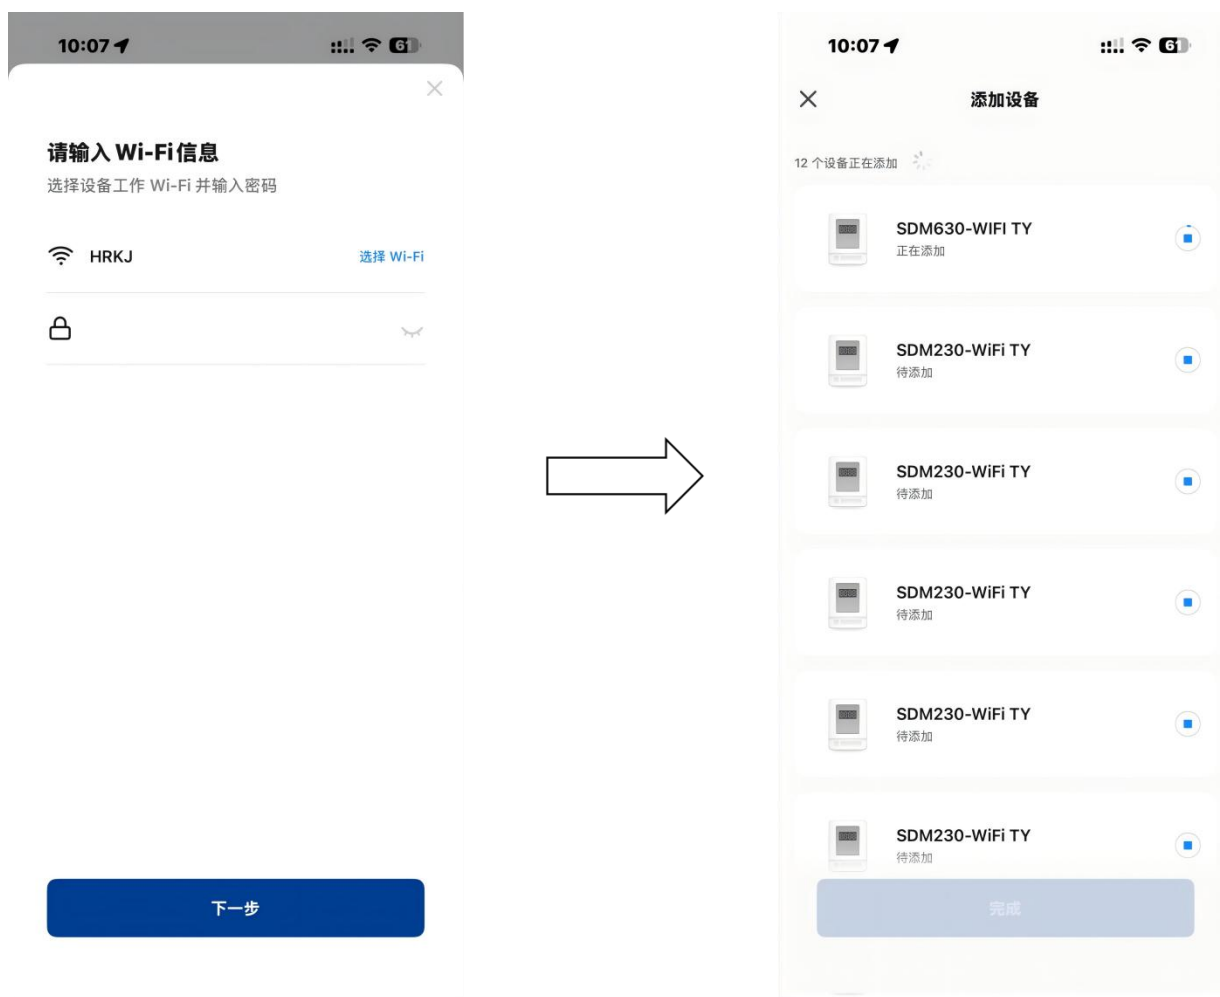 10:07
61
请输入 Wi-Fi 信息
选择设备工作 Wi-Fi 并输入密码
HRKJ
选择 Wi-Fi
下一步
10:07
61
添加设备
12 个设备正在添加
SDM630-WIFI TY
正在添加
SDM230-WiFi TY
待添加
SDM230-WiFi TY
待添加
SDM230-WiFi TY
待添加
SDM230-WiFi TY
待添加
SDM230-WiFi TY
待添加
完成